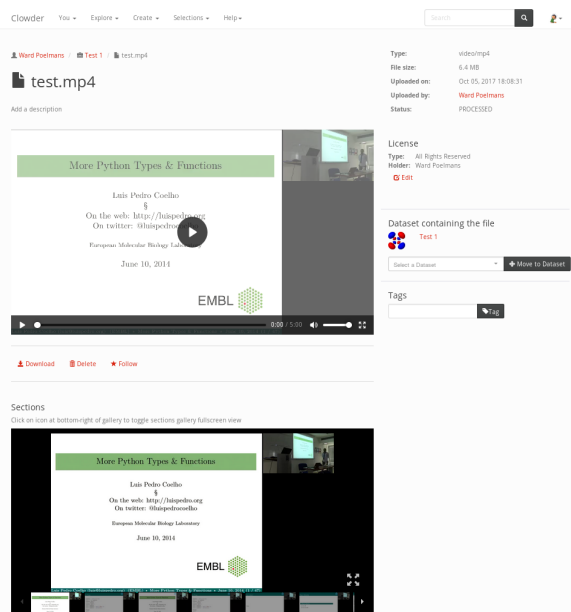 Clowder You Explore Create Selections Help Search
Ward Poelmans / Test 1 / test.mp4
test.mp4
Add a description
More Python Types & Functions
Luis Pedro Coelho
§
On the web: http://luispedro.org
On twitter: @luispedrocoelho
European Molecular Biology Laboratory
June 10, 2014
EMBL
0:00 / 5:00
Download Delete Follow
Sections
Click on icon at bottom-right of gallery to toggle sections gallery fullscreen view
More Python Types & Functions
Luis Pedro Coelho
§
On the web: http://luispedro.org
On twitter: @luispedrocoelho
European Molecular Biology Laboratory
June 10, 2014
EMBL
Type: video/mp4
File size: 6.4 MB
Uploaded on: Oct 05, 2017 18:08:31
Uploaded by: Ward Poelmans
Status: PROCESSED
License
Type: All Rights Reserved
Holder: Ward Poelmans
Edit
Dataset containing the file
Test 1
Select a Dataset
Move to Dataset
Tags
Tag